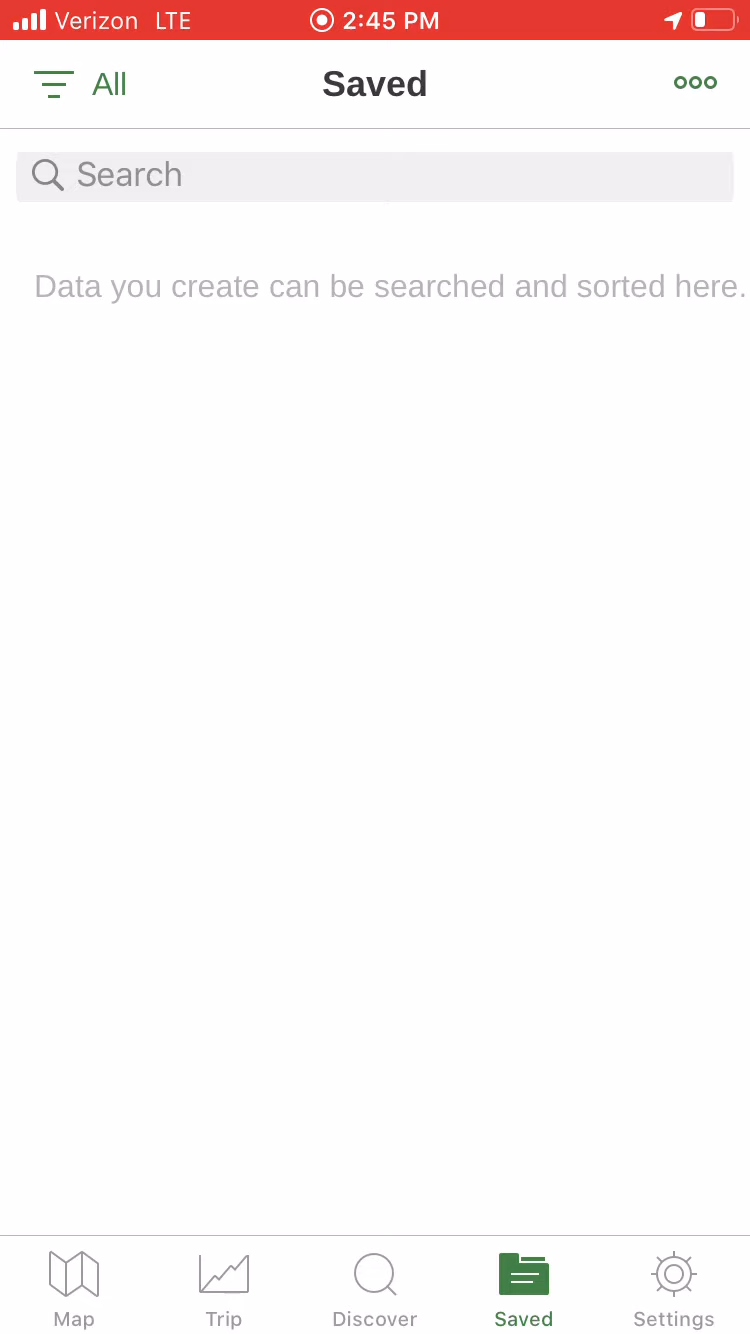 Verizon LTE 2:45 PM
All Saved
Search
Data you create can be searched and sorted here.
Map Trip Discover Saved Settings